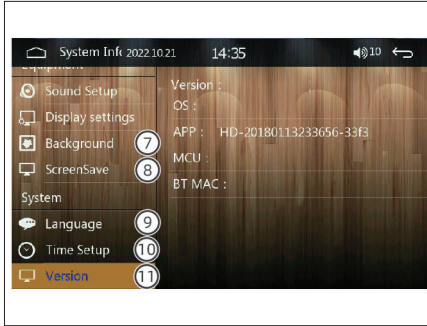 System Info 2022.10.21 14:35 10
Equipment
Sound Setup
Display settings
Background 7
ScreenSave 8
System
Language 9
Time Setup 10
Version 11
Version :
OS :
APP : HD-20180113233656-33f3
MCU :
BT MAC :